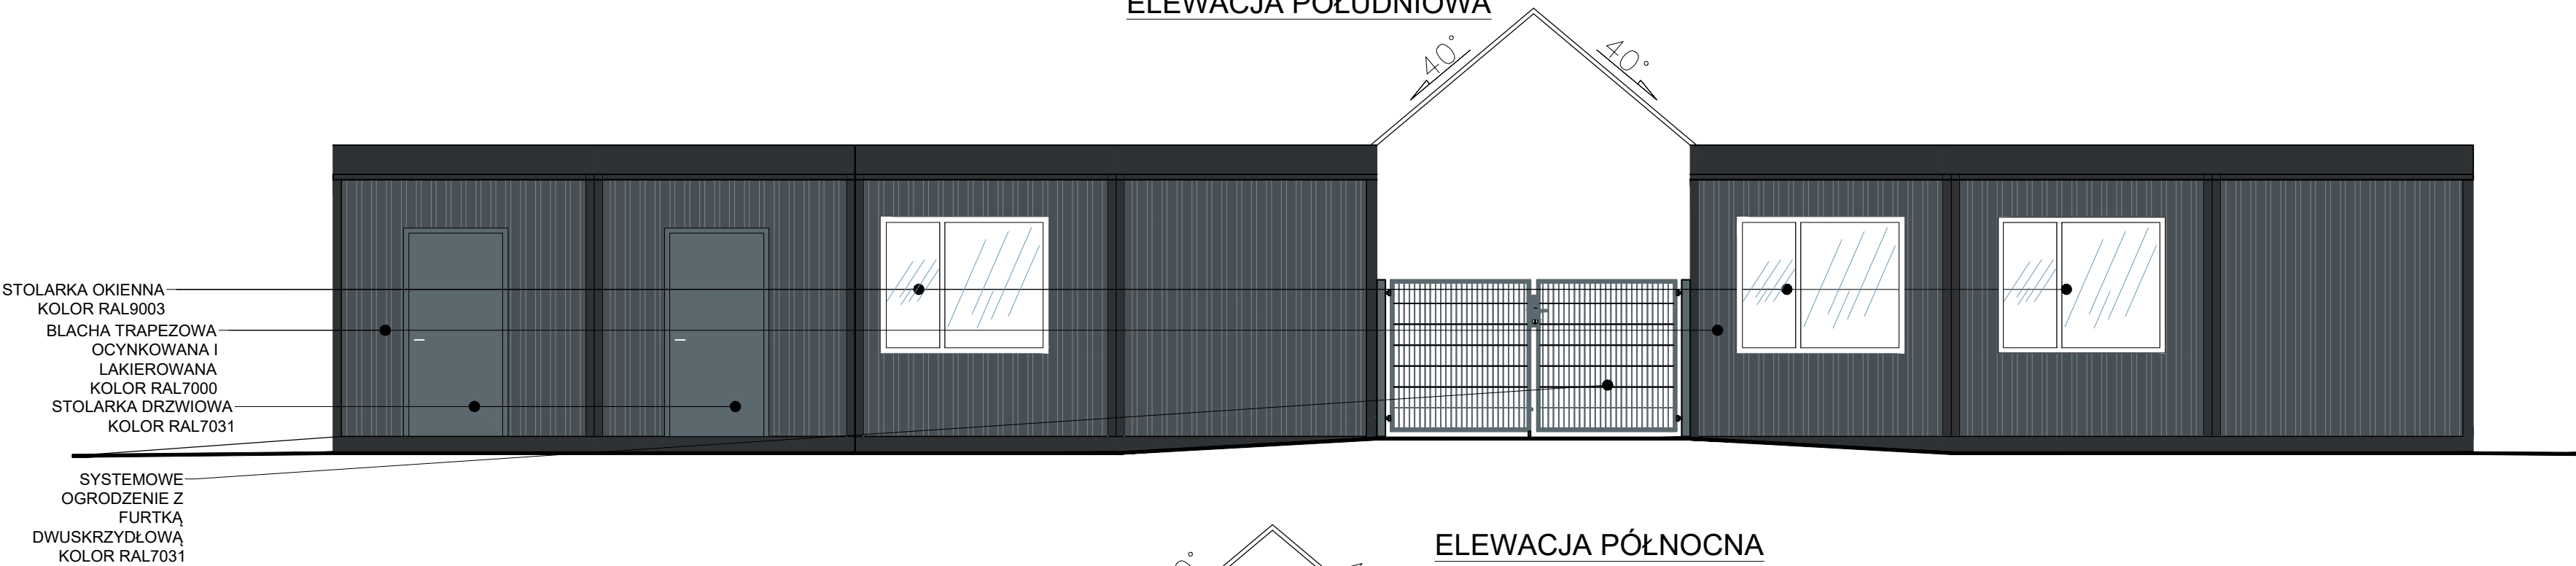 ELEWACJA POŁUDNIOWA
40°
40°
STOLARKA OKIENNA
KOLOR RAL9003
BLACHA TRAPEZOWA
OCYNKOWANA I
LAKIEROWANA
KOLOR RAL7000
STOLARKA DRZWIOWA
KOLOR RAL7031
SYSTEMOWE
OGRODZENIE Z
FURTKĄ
DWUSKRZYDŁOWĄ
KOLOR RAL7031
ELEWACJA PÓŁNOCNA